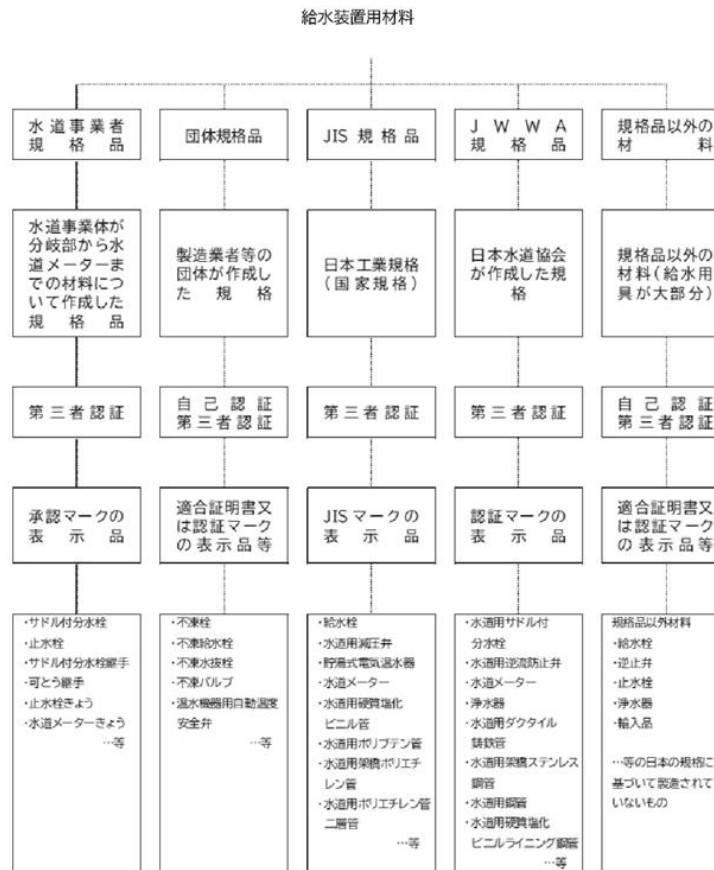 給水装置用材料
水道事業者
規格品
団体規格品
JIS 規格品
JWWA
規格品
規格品以外の
材料
水道事業体が
分岐部から水
道メーターま
での材料につ
いて作成した
規格品
製造業者等の
団体が作成し
た規格
日本工業規格
(国家規格)
日本水道協会
が作成した規
格
規格品以外の
材料(給水用
具が大部分)
第三者認証
自己認証
第三者認証
第三者認証
第三者認証
自己認証
第三者認証
承認マークの
表示品
適合証明書又
は認証マーク
の表示品等
JISマークの
表示品
認証マークの
表示品
適合証明書又
は認証マーク
の表示品等
・サドル付分水栓
・止水栓
・サドル付分水栓継手
・可とう継手
・止水栓きょう
・水道メーターきょう
…等
・不凍栓
・不凍給水栓
・不凍水抜栓
・不凍バルブ
・温水機器用自動温度
安全弁
…等
・給水栓
・水道用減圧弁
・貯湯式電気温水器
・水道メーター
・水道用硬質塩化
ビニル管
・水道用ポリブテン管
・水道用架橋ポリエチ
レン管
・水道用ポリエチレン管
二層管
…等
・水道用サドル付
分水栓
・水道用逆流防止弁
・水道メーター
・浄水器
・水道用ダクタイル
鋳鉄管
・水道用架橋ステンレス
鋼管
・水道用鋼管
・水道用硬質塩化
ビニルライニング鋼管
…等
規格品以外材料
・給水栓
・逆止弁
・止水栓
・浄水器
・輸入品
…等の日本の規格に
基づいて製造されて
いないもの